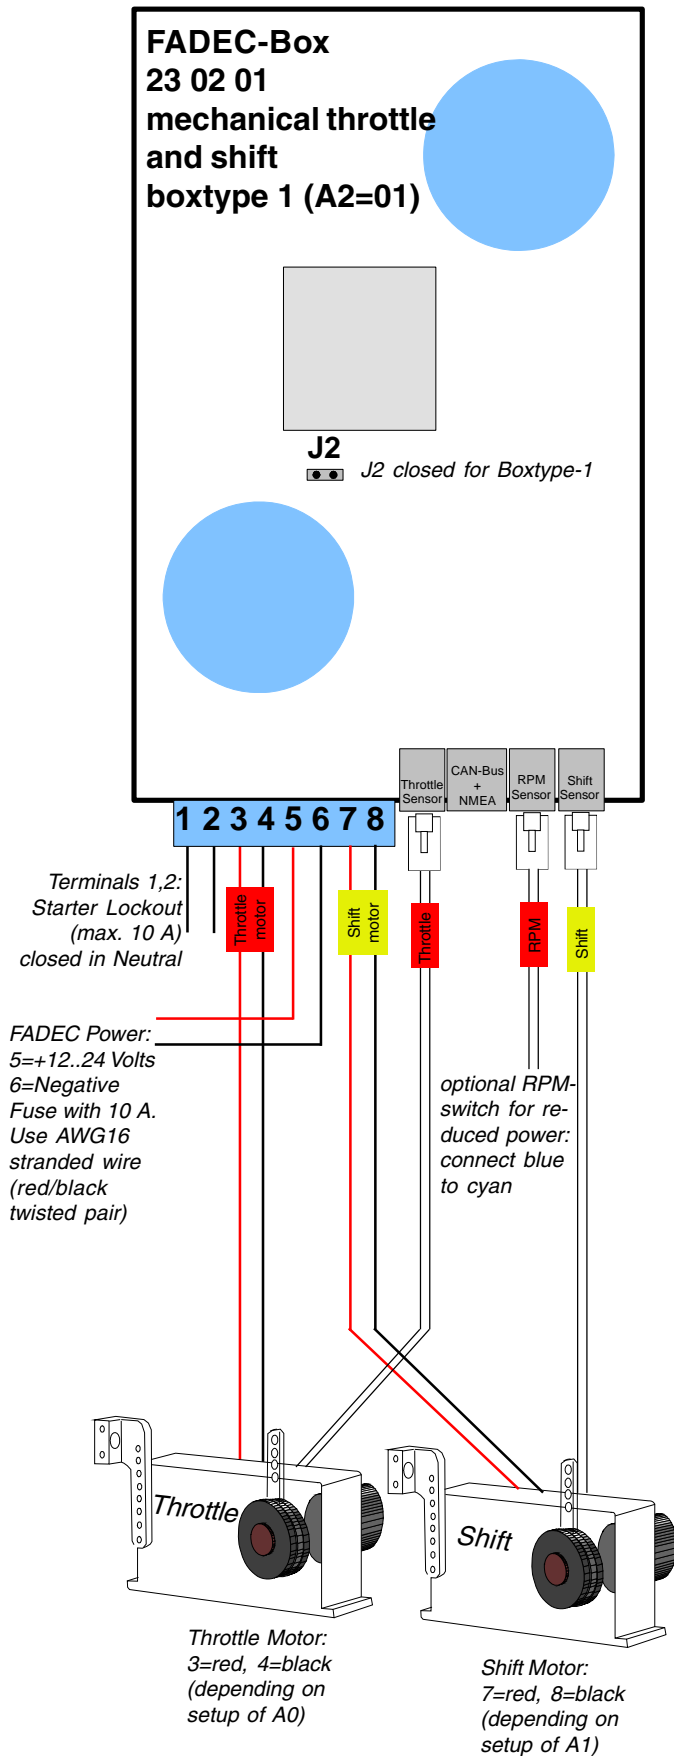 FADEC-Box
23 02 01
mechanical throttle
and shift
boxtype 1 (A2=01)
J2
J2 closed for Boxtype-1
Throttle
Sensor
CAN-Bus
+
NMEA
RPM
Sensor
Shift
Sensor
1 2 3 4 5 6 7 8
Terminals 1,2:
Starter Lockout
(max. 10 A)
closed in Neutral
Throttle
motor
Shift
motor
Throttle
RPM
Shift
FADEC Power:
5=+12..24 Volts
6=Negative
Fuse with 10 A.
Use AWG16
stranded wire
(red/black
twisted pair)
optional RPM-
switch for re-
duced power:
connect blue
to cyan
Throttle
Shift
Throttle Motor:
3=red, 4=black
(depending on
setup of A0)
Shift Motor:
7=red, 8=black
(depending on
setup of A1)